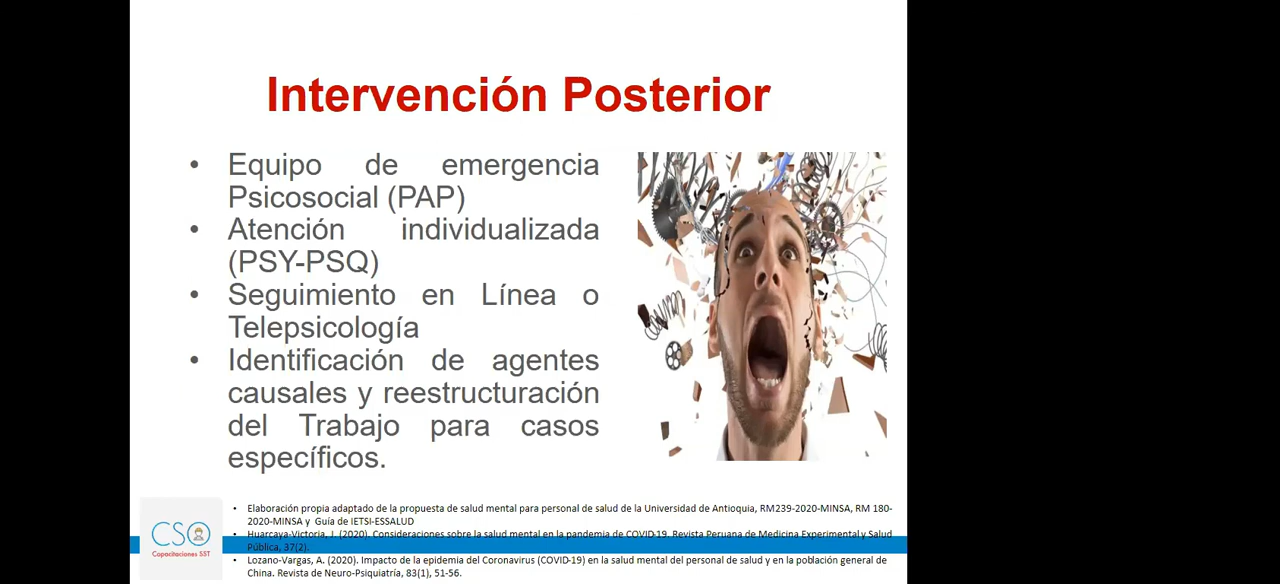 Intervención Posterior
• Equipo de emergencia
Psicosocial (PAP)
• Atención individualizada
(PSY-PSQ)
• Seguimiento en Línea o
Telepsicología
• Identificación de agentes
causales y reestructuración
del Trabajo para casos
específicos.
• Elaboración propia adaptado de la propuesta de salud mental para personal de salud de la Universidad de Antioquia, RM239-2020-MINSA, RM 180-
2020-MINSA y Guía de IETSI-ESSALUD
• Huarcaya-Victoria, J. (2020). Consideraciones sobre la salud mental en la pandemia de COVID-19. Revista Peruana de Medicina Experimental y Salud
Pública, 37(2).
• Lozano-Vargas, A. (2020). Impacto de la epidemia del Coronavirus (COVID-19) en la salud mental del personal de salud y en la población general de
China. Revista de Neuro-Psiquiatría, 83(1), 51-56.
CSO
Capacitaciones SST